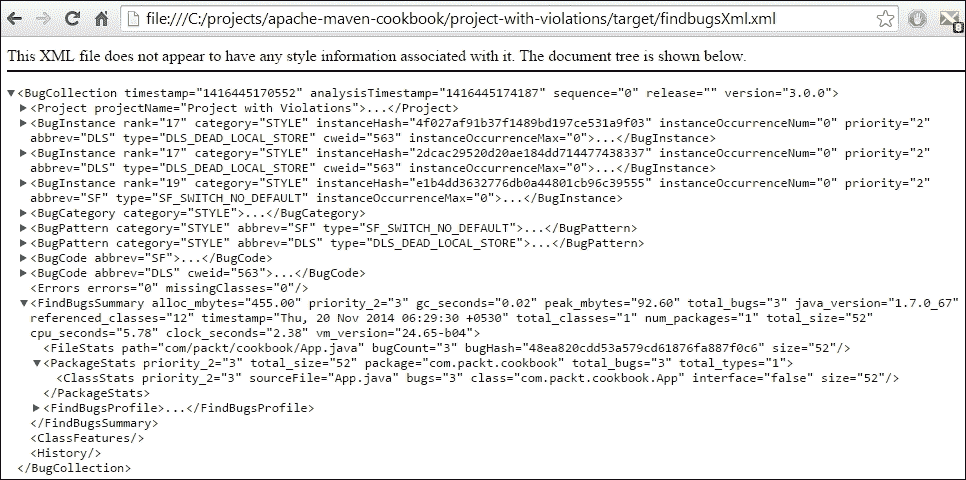 file:///C:/projects/apache-maven-cookbook/project-with-violations/target/findbugsXml.xml
This XML file does not appear to have any style information associated with it. The document tree is shown below.
▼<BugCollection timestamp="1416445170552" analysisTimestamp="1416445174187" sequence="0" release="" version="3.0.0">
▶<Project projectName="Project with Violations">...</Project>
▶<BugInstance rank="17" category="STYLE" instanceHash="4f027af91b37f1489bd197ce531a9f03" instanceOccurrenceNum="0" priority="2"
abbrev="DLS" type="DLS_DEAD_LOCAL_STORE" cweid="563" instanceOccurrenceMax="0">...</BugInstance>
▶<BugInstance rank="17" category="STYLE" instanceHash="2dcac29520d20ae184dd714477438337" instanceOccurrenceNum="0" priority="2"
abbrev="DLS" type="DLS_DEAD_LOCAL_STORE" cweid="563" instanceOccurrenceMax="0">...</BugInstance>
▶<BugInstance rank="19" category="STYLE" instanceHash="e1b4dd3632776db0a44801cb96c39555" instanceOccurrenceNum="0" priority="2"
abbrev="SF" type="SF_SWITCH_NO_DEFAULT" instanceOccurrenceMax="0">...</BugInstance>
▶<BugCategory category="STYLE">...</BugCategory>
▶<BugPattern category="STYLE" abbrev="SF" type="SF_SWITCH_NO_DEFAULT">...</BugPattern>
▶<BugPattern category="STYLE" abbrev="DLS" type="DLS_DEAD_LOCAL_STORE">...</BugPattern>
▶<BugCode abbrev="SF">...</BugCode>
▶<BugCode abbrev="DLS" cweid="563">...</BugCode>
<Errors errors="0" missingClasses="0"/>
▼<FindBugsSummary alloc_mbytes="455.00" priority_2="3" gc_seconds="0.02" peak_mbytes="92.60" total_bugs="3" java_version="1.7.0_67"
referenced_classes="12" timestamp="Thu, 20 Nov 2014 06:29:30 +0530" total_classes="1" num_packages="1" total_size="52"
cpu_seconds="5.78" clock_seconds="2.38" vm_version="24.65-b04">
<FileStats path="com/packt/cookbook/App.java" bugCount="3" bugHash="48ea820cdd53a579cd61876fa887f0c6" size="52"/>
▼<PackageStats priority_2="3" total_size="52" package="com.packt.cookbook" total_bugs="3" total_types="1">
<ClassStats priority_2="3" sourceFile="App.java" bugs="3" class="com.packt.cookbook.App" interface="false" size="52"/>
</PackageStats>
▶<FindBugsProfile>...</FindBugsProfile>
</FindBugsSummary>
<ClassFeatures/>
<History/>
</BugCollection>